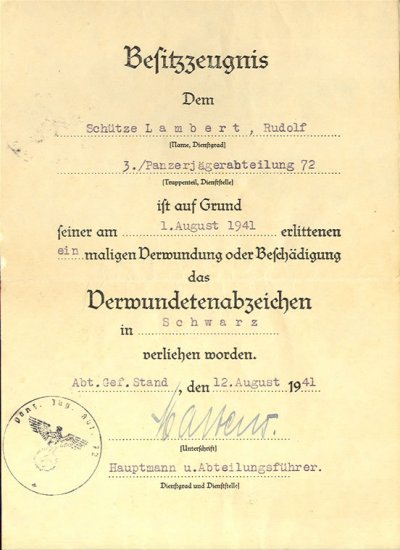 Besitzzeugnis
Dem
Schütze Lambert, Rudolf
(Name, Dienstgrad)
3./Panzerjägerabteilung 72
(Truppenteil, Dienststelle)
ist auf Grund
seiner am 1.August 1941 erlittenen
ein maligen Verwundung oder Beschädigung
das
Verwundetenabzeichen
in Schwarz
verliehen worden.
Abt.Gef.Stand, den 12.August 1941
(Unterschrift)
Hauptmann u.Abteilungsführer.
(Dienstgrad und Dienststelle)